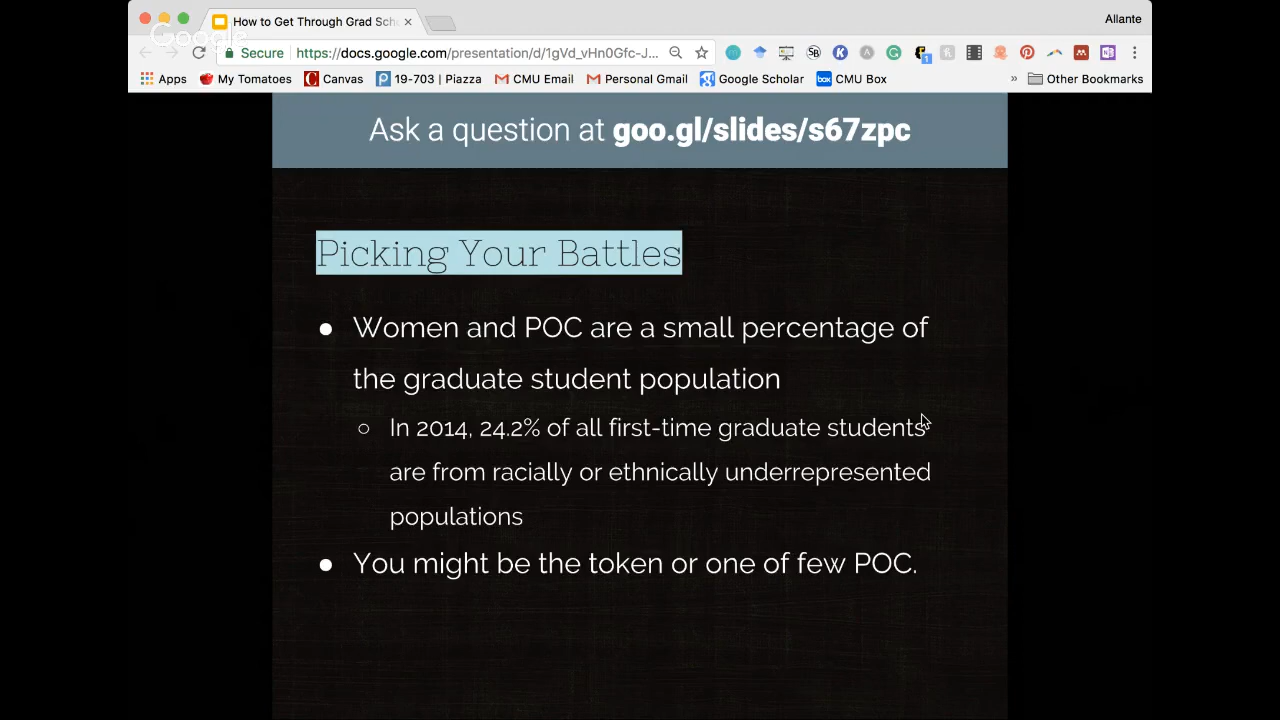 How to Get Through Grad Scho
Allante
Google
Secure https://docs.google.com/presentation/d/1gVd_vHn0Gfc-J...
Apps My Tomatoes Canvas 19-703 | Piazza CMU Email Personal Gmail Google Scholar box CMU Box » Other Bookmarks
Ask a question at goo.gl/slides/s67zpc
Picking Your Battles
● Women and POC are a small percentage of
the graduate student population
○ In 2014, 24.2% of all first-time graduate students
are from racially or ethnically underrepresented
populations
● You might be the token or one of few POC.